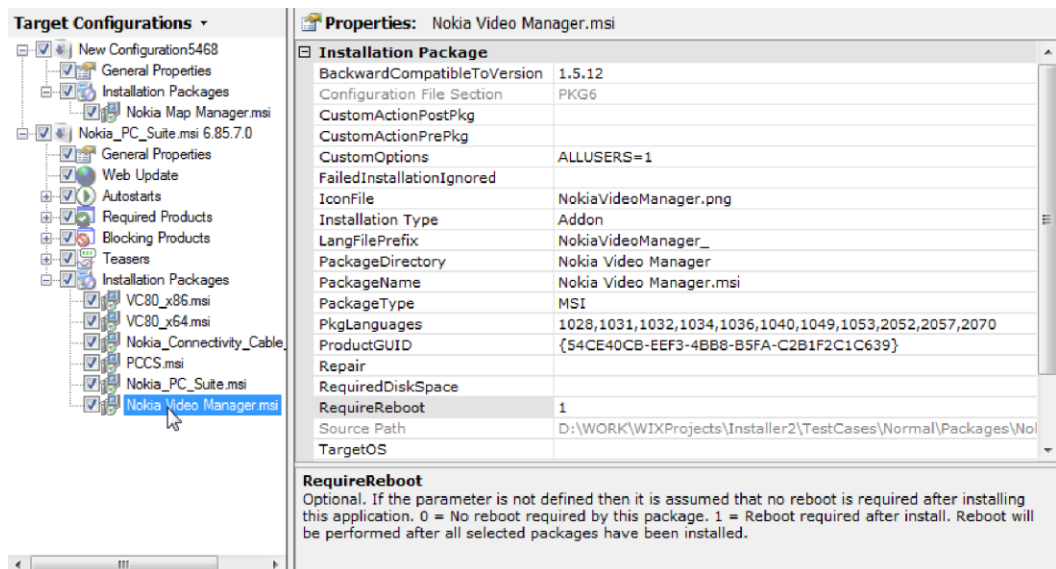 Target Configurations
New Configuration5468
General Properties
Installation Packages
Nokia Map Manager.msi
Nokia_PC_Suite.msi 6.85.7.0
General Properties
Web Update
Autostarts
Required Products
Blocking Products
Teasers
Installation Packages
VC80_x86.msi
VC80_x64.msi
Nokia_Connectivity_Cable_
PCCS.msi
Nokia_PC_Suite.msi
Nokia Video Manager.msi
Properties: Nokia Video Manager.msi
Installation Package
BackwardCompatibleToVersion 1.5.12
Configuration File Section PKG6
CustomActionPostPkg
CustomActionPrePkg
CustomOptions ALLUSERS=1
FailedInstallationIgnored
IconFile NokiaVideoManager.png
Installation Type Addon
LangFilePrefix NokiaVideoManager_
PackageDirectory Nokia Video Manager
PackageName Nokia Video Manager.msi
PackageType MSI
PkgLanguages 1028,1031,1032,1034,1036,1040,1049,1053,2052,2057,2070
ProductGUID {54CE40CB-EEF3-4BB8-B5FA-C2B1F2C1C639}
Repair
RequiredDiskSpace
RequireReboot 1
Source Path D:\WORK\WIXProjects\Installer2\TestCases\Normal\Packages\Nol
TargetOS
RequireReboot
Optional. If the parameter is not defined then it is assumed that no reboot is required after installing
this application. 0 = No reboot required by this package. 1 = Reboot required after install. Reboot will
be performed after all selected packages have been installed.